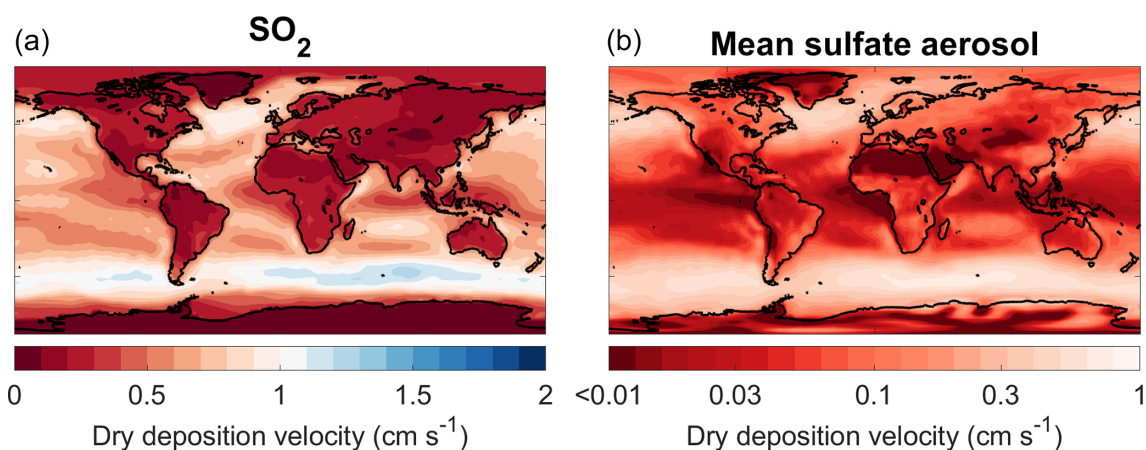 (a)
SO2
(b)
Mean sulfate aerosol
0 0.5 1 1.5 2
<0.01 0.03 0.1 0.3 1
Dry deposition velocity (cm s-1)
Dry deposition velocity (cm s-1)